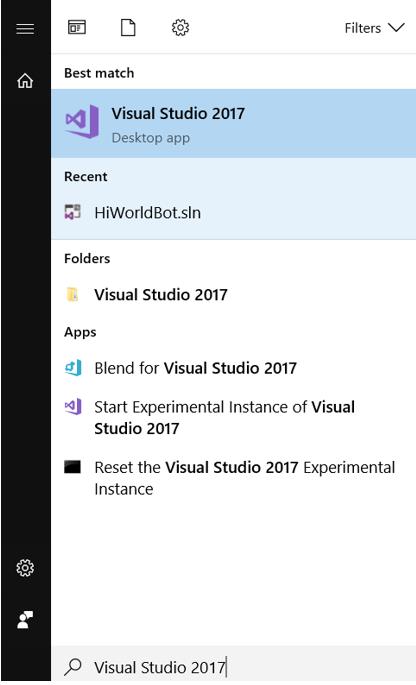 Filters
Best match
Visual Studio 2017
Desktop app
Recent
HiWorldBot.sln
Folders
Visual Studio 2017
Apps
Blend for Visual Studio 2017
Start Experimental Instance of Visual
Studio 2017
Reset the Visual Studio 2017 Experimental
Instance
Visual Studio 2017